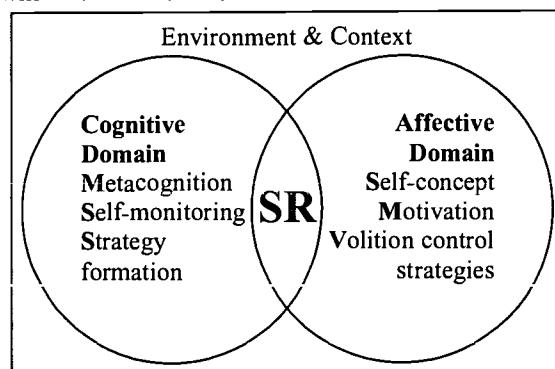 Environment & Context
Cognitive
Domain
Metacognition
Self-monitoring
Strategy
formation
SR
Affective
Domain
Self-concept
Motivation
Volition control
strategies